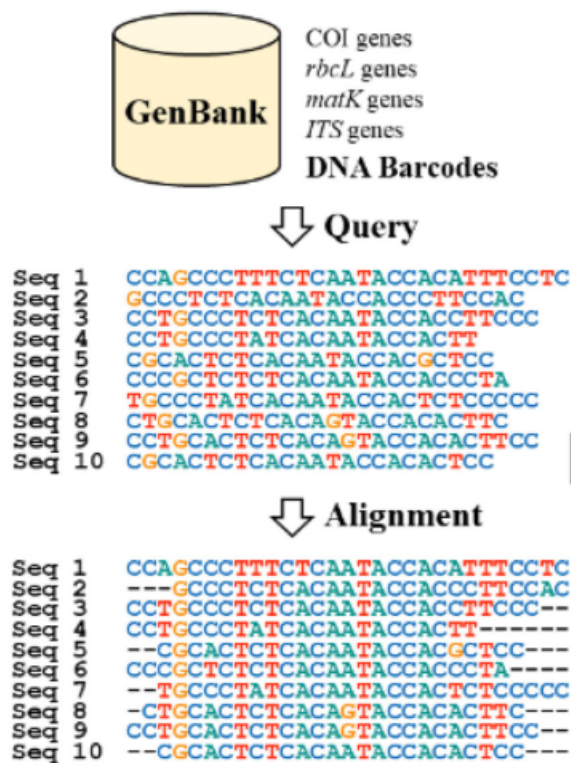 COI genes
rbcL genes
GenBank
matK genes
ITS genes
DNA Barcodes
Query
Seq 1 CCAGCCCTTTCTCAATACCACATTTCCTC
Seq 2 GCCCTCTCACAATACCACCCTTCCAC
Seq 3 CCTGCCCTCTCACAATACCACCTTCCC
Seq 4 CCTGCCCTATCACAATACCACTT
Seq 5 CGCACTCTCACAATACCACGCTCC
Seq 6 CCCGCTCTCTCACAATACCACCCTA
Seq 7 TGCCCTATCACAATACCACTCTCCCCC
Seq 8 CTGCACTCTCACAGTACCACACTTC
Seq 9 CCTGCACTCTCACAGTACCACACTTCC
Seq 10 CGCACTCTCACAATACCACACTCC
Alignment
Seq 1 CCAGCCCTTTCTCAATACCACATTTCCTC
Seq 2 ---GCCCTCTCACAATACCACCCTTCCAC
Seq 3 CCTGCCCTCTCACAATACCACCTTCCC--
Seq 4 CCTGCCCTATCACAATACCACTT------
Seq 5 --CGCACTCTCACAATACCACGCTCC---
Seq 6 CCCGCTCTCTCACAATACCACCCTA----
Seq 7 --TGCCCTATCACAATACCACTCTCCCCC
Seq 8 -CTGCACTCTCACAGTACCACACTTC---
Seq 9 CCTGCACTCTCACAGTACCACACTTCC--
Seq 10 --CGCACTCTCACAATACCACACTCC---